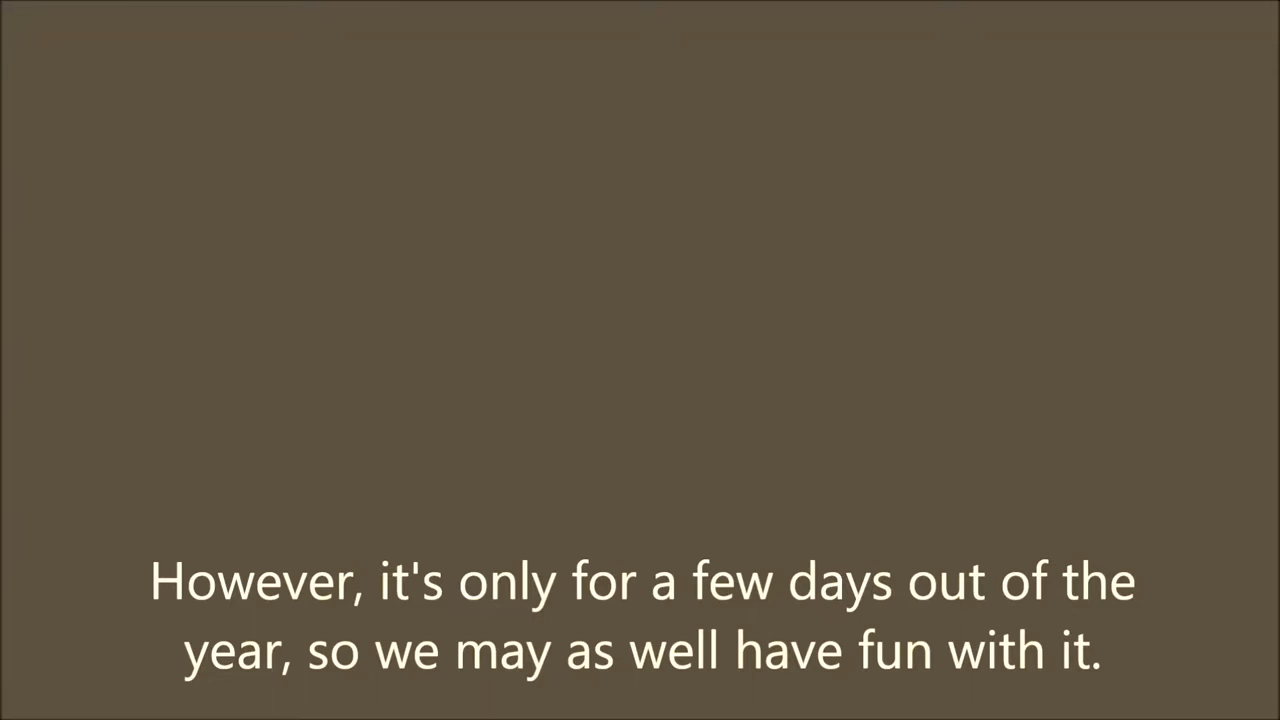 However, it's only for a few days out of the
year, so we may as well have fun with it.